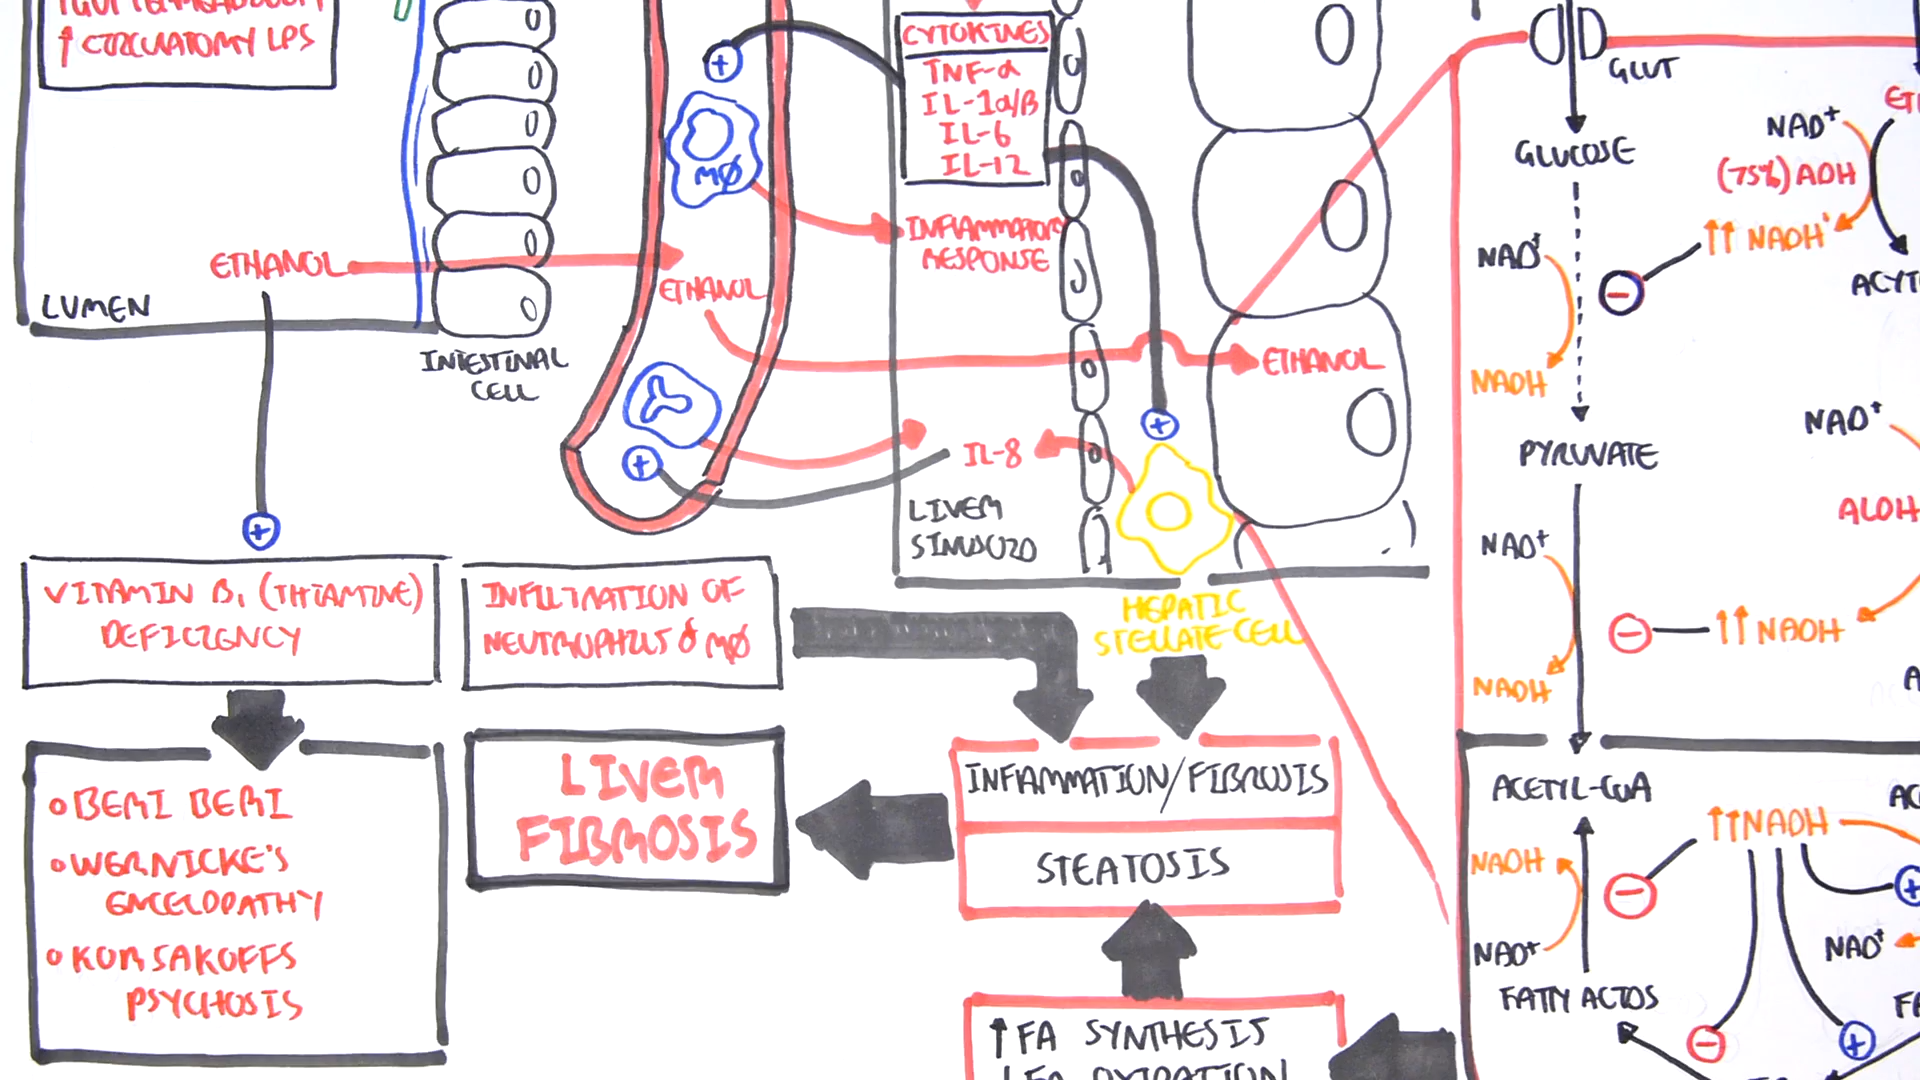 ↑ CIRCULATORY LPS
ETHANOL
LUMEN
INTESTINAL
CELL
VITAMIN B₁ (THIAMINE)
DEFICIENCY
○ BERI BERI
○ WERNICKE'S
ENCELOPATHY
○ KORSAKOFFS
PSYCHOSIS
+
MØ
ETHANOL
+
INFILTRATION OF
NEUTROPHILS & MØ
LIVER
FIBROSIS
CYTOKINES
TNF-α
IL-1α/β
IL-6
IL-12
INFLAMMATORY
RESPONSE
ETHANOL
+
IL-8
LIVER
SINUSOID
HEPATIC
STELLATE CELL
INFAMMATION/FIBROSIS
STEATOSIS
↑ FA SYNTHESIS
GLUT
GLUCOSE
NAD⁺
(75%) ADH
↑↑ NADH
NAD⁺
NADH
PYRUVATE
NAD⁺
ALDH
NAD⁺
↑↑ NADH
NADH
ACETYL-COA
↑↑NADH
NADH
NAD⁺
NAD⁺
FATTY ACIDS
+